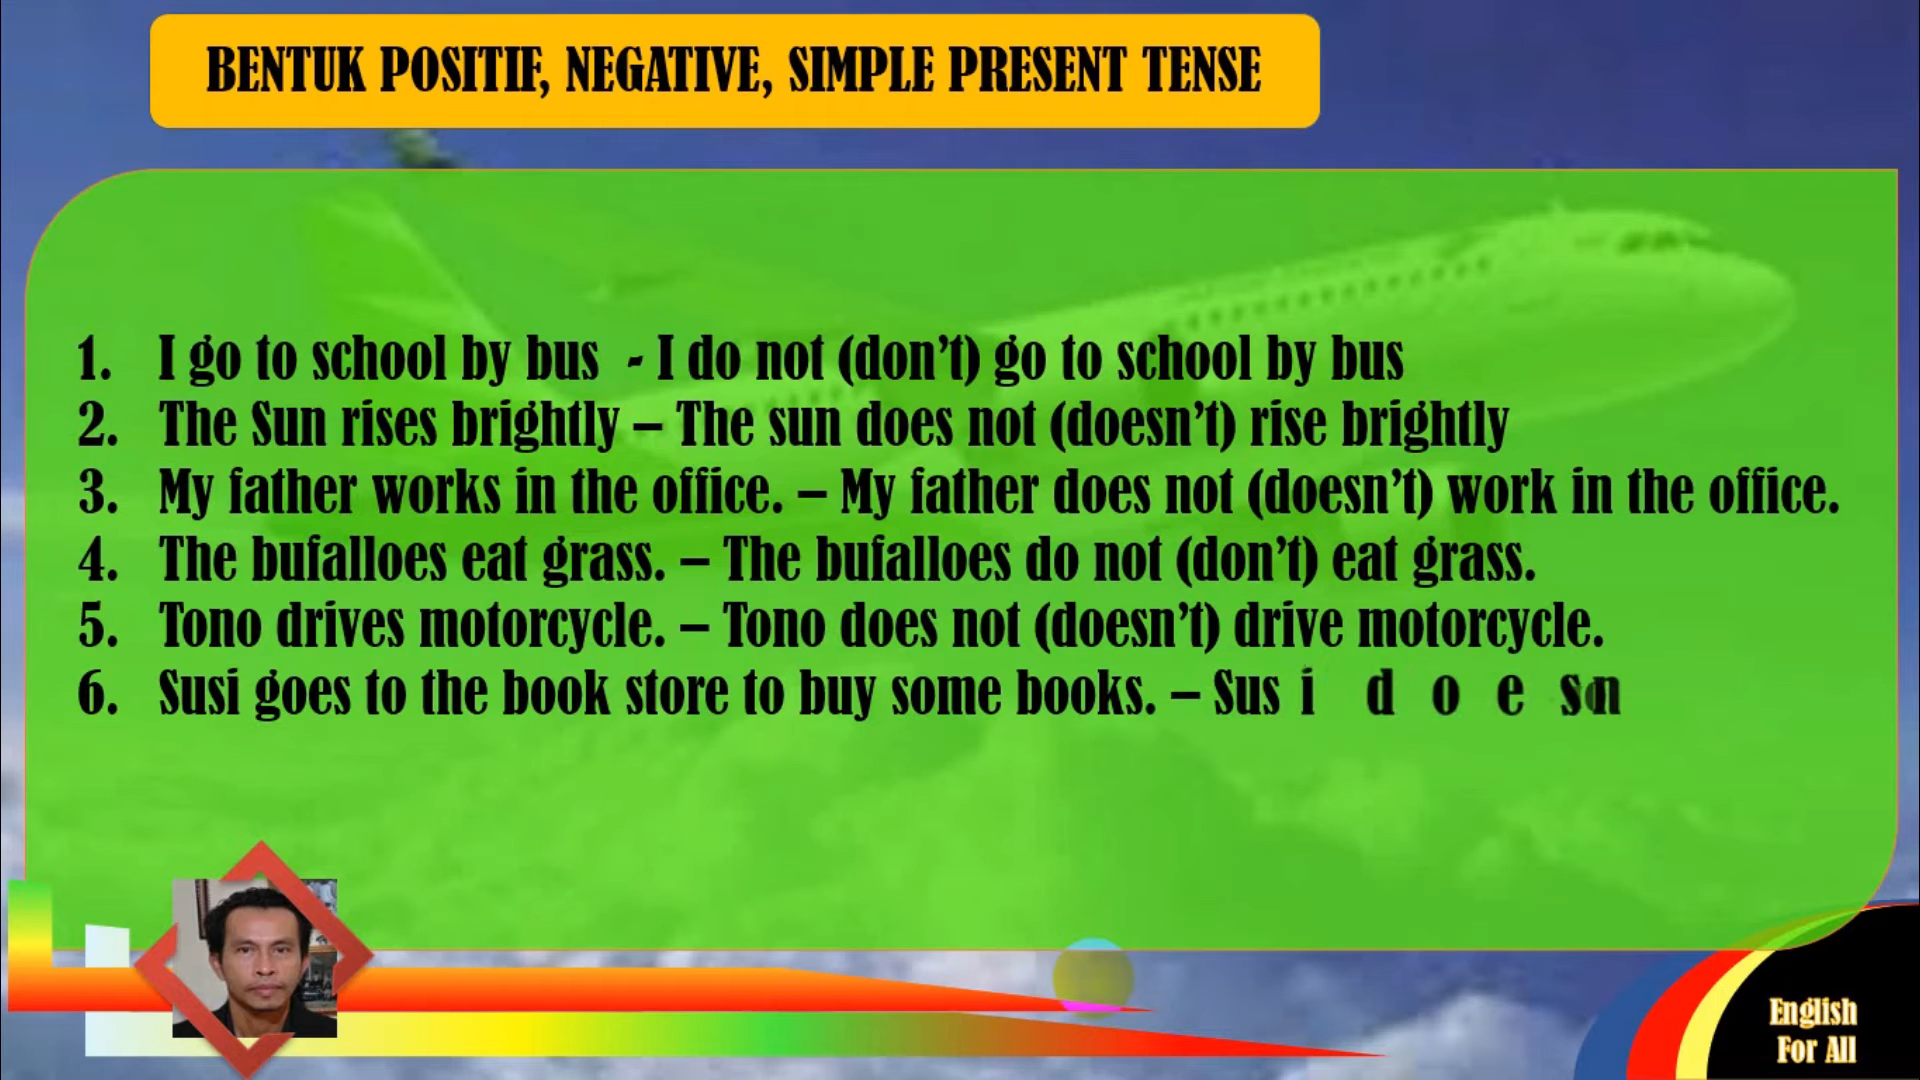 BENTUK POSITIF, NEGATIVE, SIMPLE PRESENT TENSE
1. I go to school by bus - I do not (don't) go to school by bus
2. The Sun rises brightly – The sun does not (doesn't) rise brightly
3. My father works in the office. – My father does not (doesn't) work in the office.
4. The bufalloes eat grass. – The bufalloes do not (don't) eat grass.
5. Tono drives motorcycle. – Tono does not (doesn't) drive motorcycle.
6. Susi goes to the book store to buy some books. – Susi does
English
For All